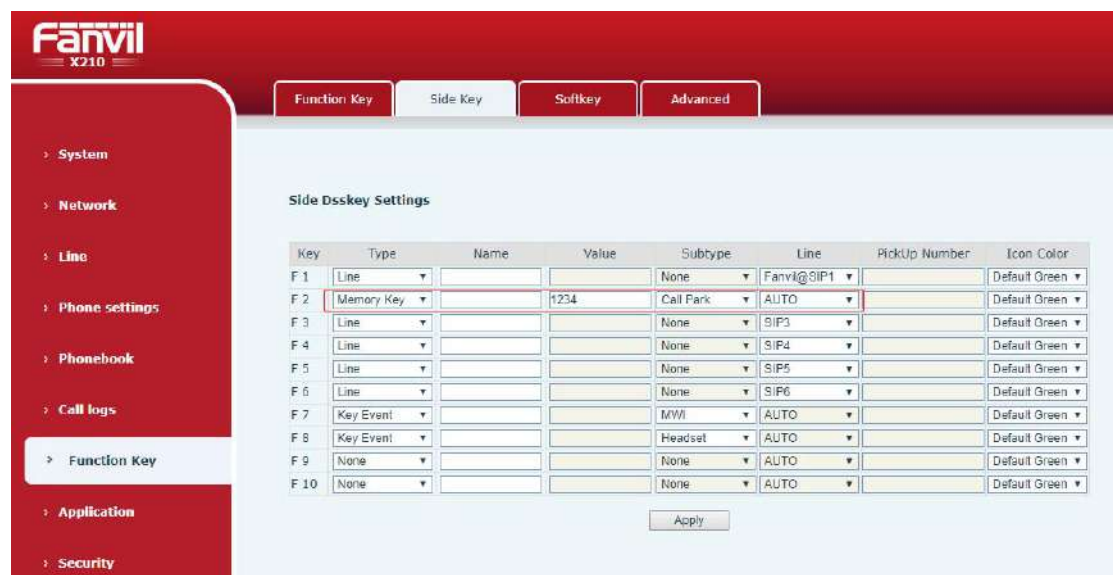 Fanvil
X210
Function Key Side Key Softkey Advanced
› System
› Network
› Line
› Phone settings
› Phonebook
› Call logs
› Function Key
› Application
› Security
Side Dsskey Settings
Key Type Name Value Subtype Line PickUp Number Icon Color
F 1 Line None Fanvil@SIP1 Default Green
F 2 Memory Key 1234 Call Park AUTO Default Green
F 3 Line None SIP3 Default Green
F 4 Line None SIP4 Default Green
F 5 Line None SIP5 Default Green
F 6 Line None SIP6 Default Green
F 7 Key Event MWI AUTO Default Green
F 8 Key Event Headset AUTO Default Green
F 9 None None AUTO Default Green
F 10 None None AUTO Default Green
Apply